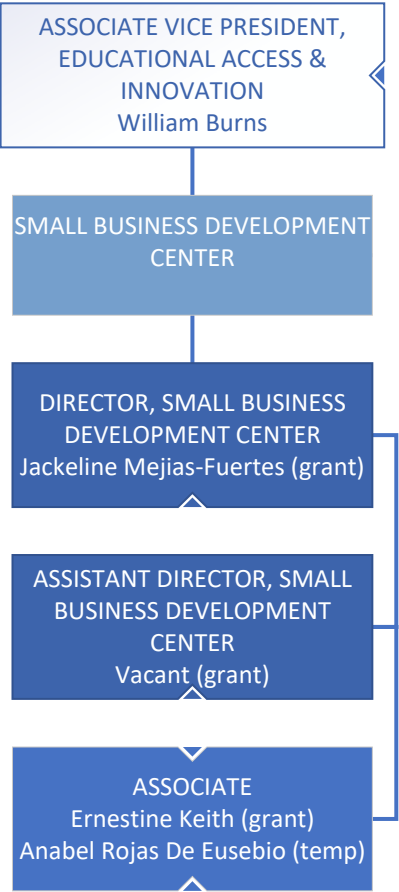 ASSOCIATE VICE PRESIDENT,
EDUCATIONAL ACCESS &
INNOVATION
William Burns
SMALL BUSINESS DEVELOPMENT
CENTER
DIRECTOR, SMALL BUSINESS
DEVELOPMENT CENTER
Jackeline Mejias-Fuertes (grant)
ASSISTANT DIRECTOR, SMALL
BUSINESS DEVELOPMENT
CENTER
Vacant (grant)
ASSOCIATE
Ernestine Keith (grant)
Anabel Rojas De Eusebio (temp)